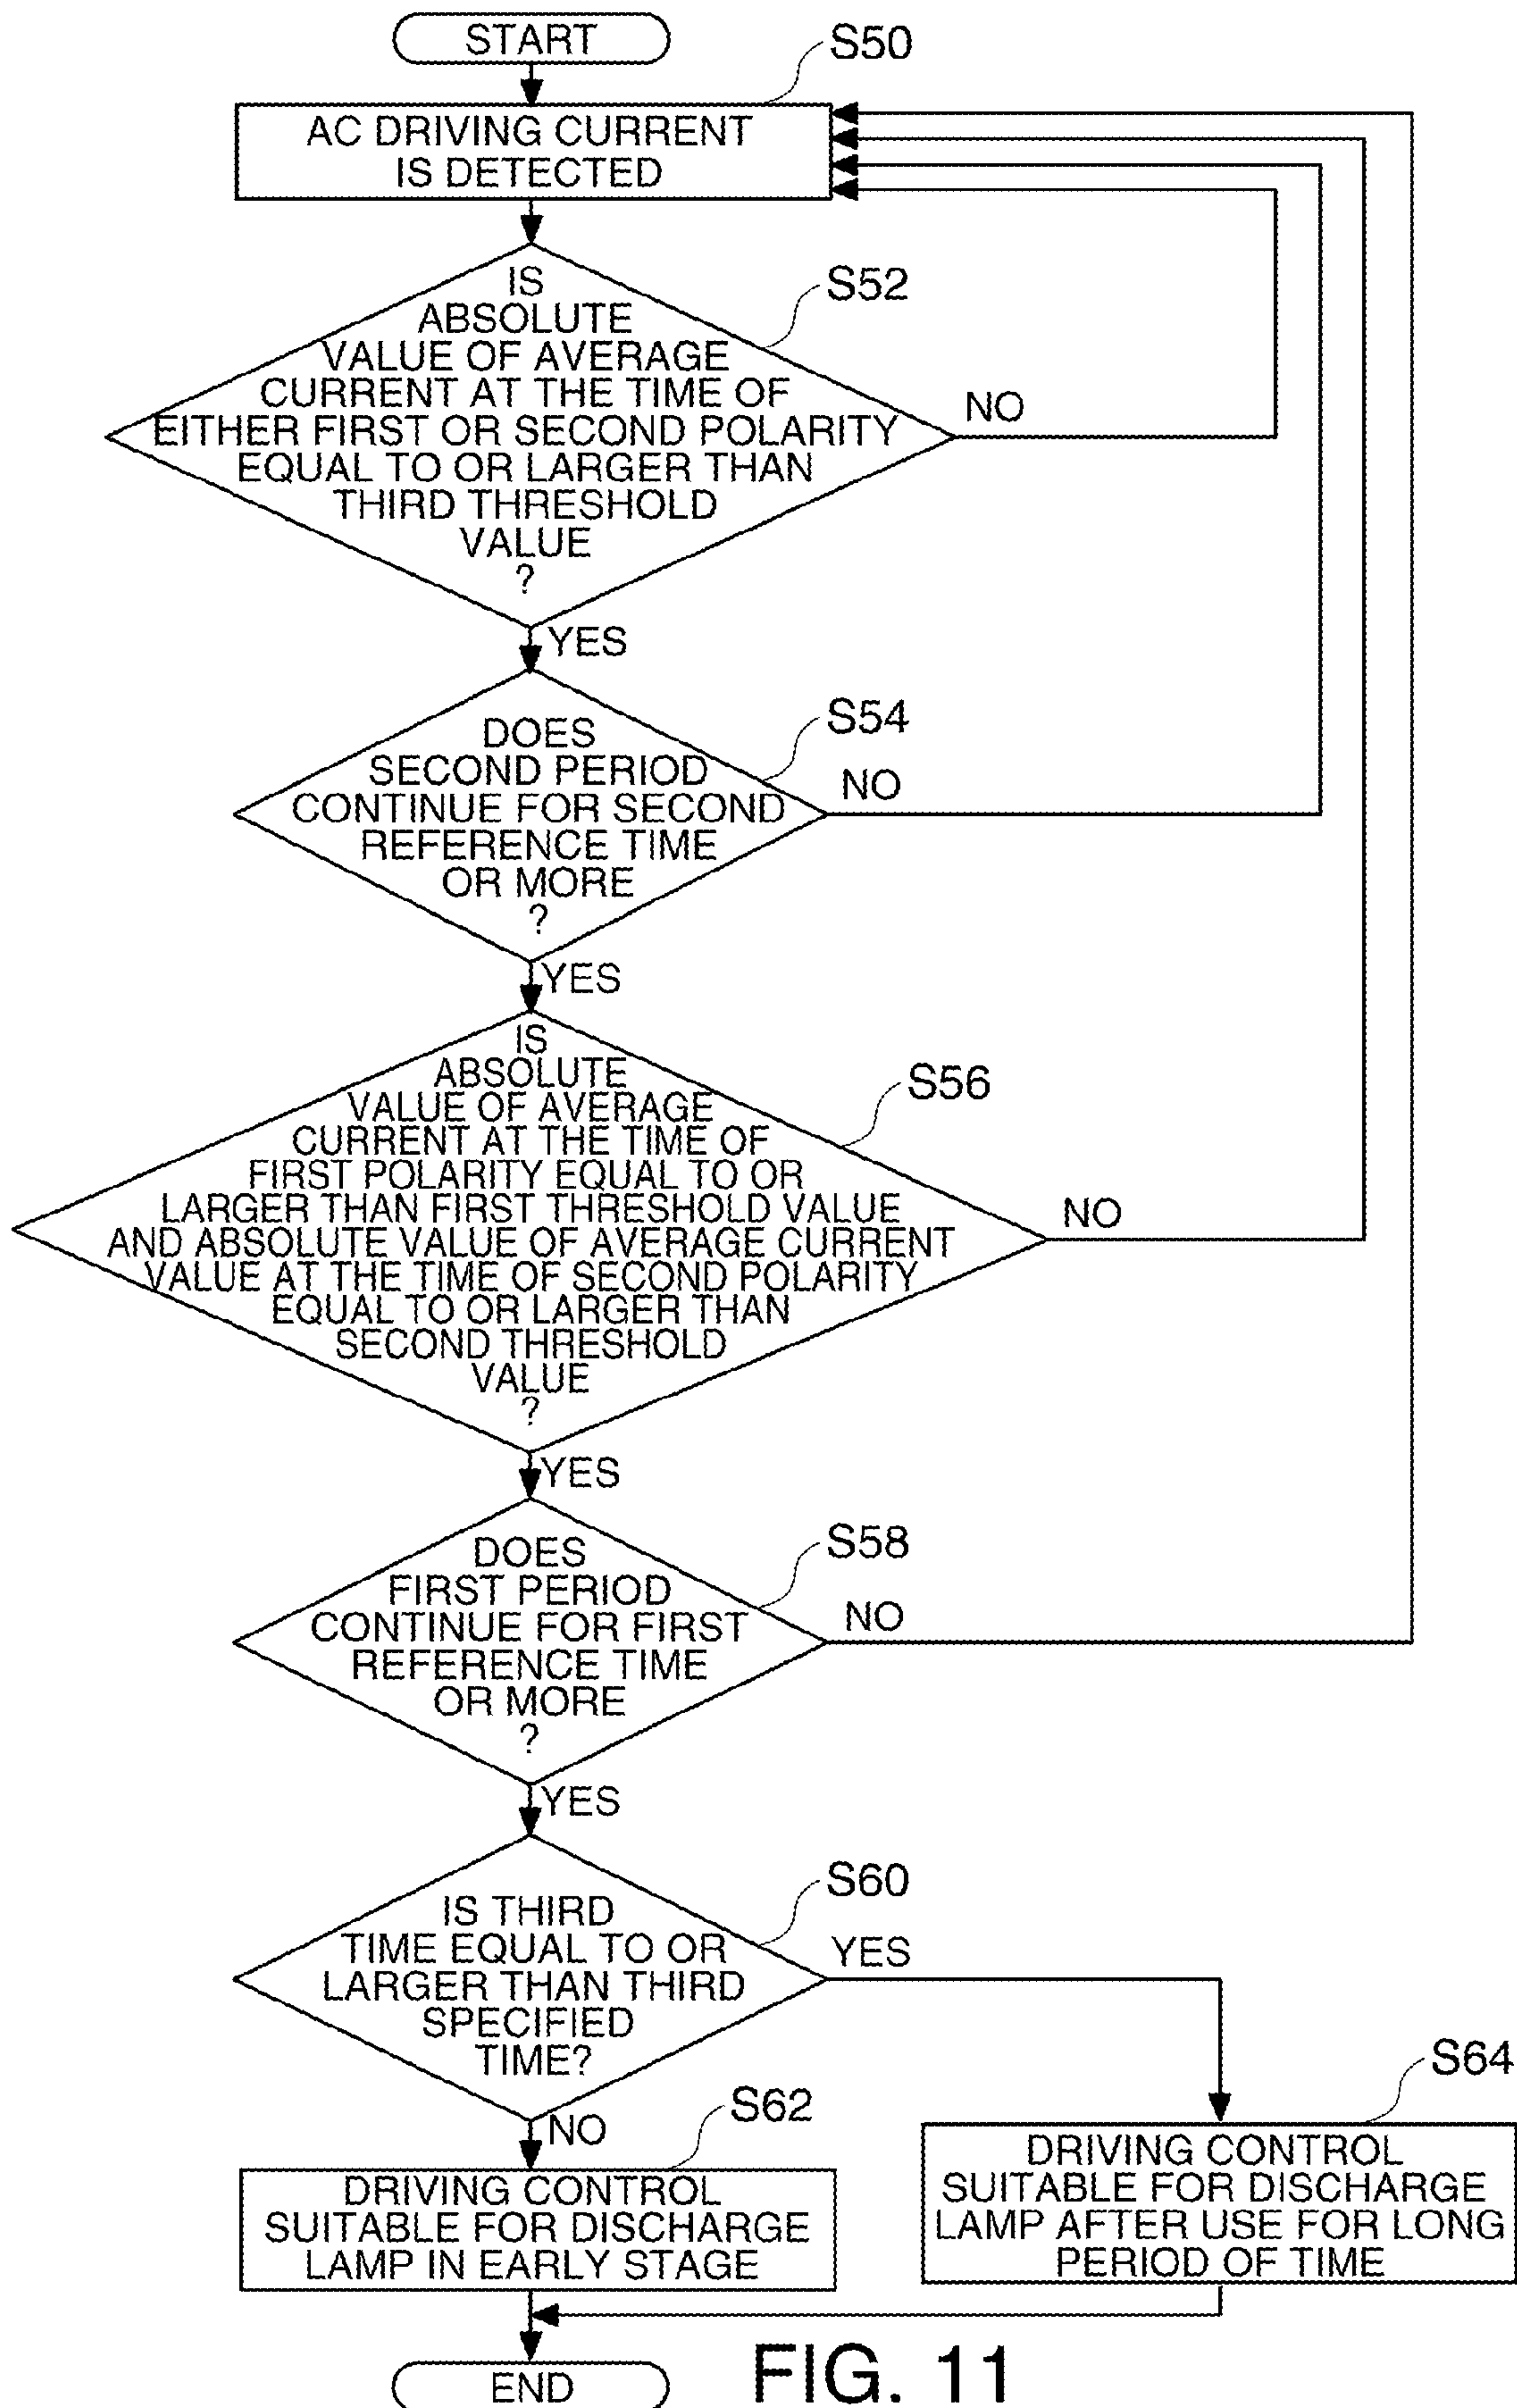 START
S50
AC DRIVING CURRENT
IS DETECTED
S52
IS
ABSOLUTE
VALUE OF AVERAGE
CURRENT AT THE TIME OF
EITHER FIRST OR SECOND POLARITY
EQUAL TO OR LARGER THAN
THIRD THRESHOLD
VALUE
?
NO
YES
S54
DOES
SECOND PERIOD
CONTINUE FOR SECOND
REFERENCE TIME
OR MORE
?
NO
YES
S56
IS
ABSOLUTE
VALUE OF AVERAGE
CURRENT AT THE TIME OF
FIRST POLARITY EQUAL TO OR
LARGER THAN FIRST THRESHOLD VALUE
AND ABSOLUTE VALUE OF AVERAGE CURRENT
VALUE AT THE TIME OF SECOND POLARITY
EQUAL TO OR LARGER THAN
SECOND THRESHOLD
VALUE
?
NO
YES
S58
DOES
FIRST PERIOD
CONTINUE FOR FIRST
REFERENCE TIME
OR MORE
?
NO
YES
S60
IS THIRD
TIME EQUAL TO OR
LARGER THAN THIRD
SPECIFIED
TIME?
YES
NO
S62
DRIVING CONTROL
SUITABLE FOR DISCHARGE
LAMP IN EARLY STAGE
S64
DRIVING CONTROL
SUITABLE FOR DISCHARGE
LAMP AFTER USE FOR LONG
PERIOD OF TIME
END
FIG. 11